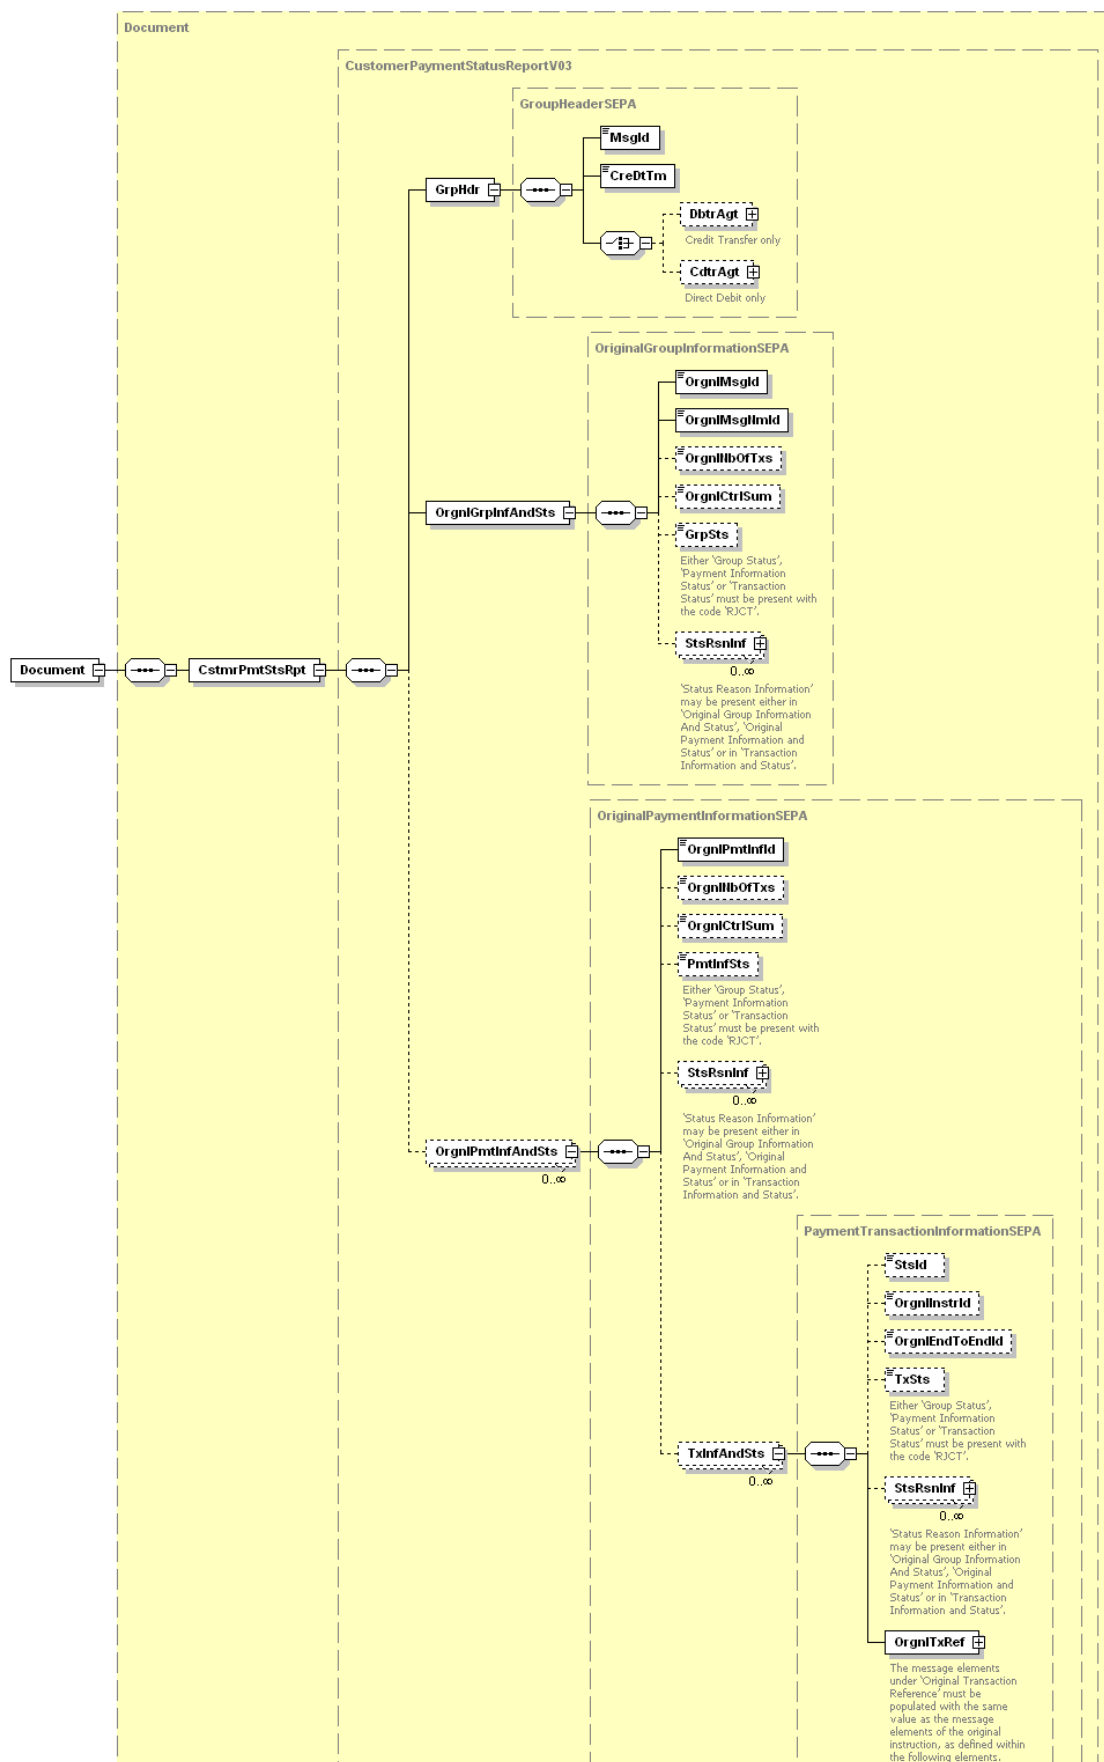 Document
CustomerPaymentStatusReportV03
GroupHeaderSEPA
MsgId
CreDtTm
GrpHdr
DbtrAgt
Credit Transfer only
CdtrAgt
Direct Debit only
OriginalGroupInformationSEPA
OrgnlMsgId
OrgnlMsgNmId
OrgnlNbOfTxs
OrgnlCtrlSum
OrgnlGrpInfAndSts
GrpSts
Either 'Group Status',
'Payment Information
Status' or 'Transaction
Status' must be present with
the code 'RJCT'.
StsRsnInf
0..∞
'Status Reason Information'
may be present either in
'Original Group Information
And Status', 'Original
Payment Information and
Status' or in 'Transaction
Information and Status'.
Document
CstmrPmtStsRpt
OriginalPaymentInformationSEPA
OrgnlPmtInfId
OrgnlNbOfTxs
OrgnlCtrlSum
PmtInfSts
Either 'Group Status',
'Payment Information
Status' or 'Transaction
Status' must be present with
the code 'RJCT'.
StsRsnInf
0..∞
'Status Reason Information'
may be present either in
'Original Group Information
And Status', 'Original
Payment Information and
Status' or in 'Transaction
Information and Status'.
OrgnlPmtInfAndSts
0..∞
PaymentTransactionInformationSEPA
StsId
OrgnlInstrId
OrgnlEndToEndId
TxSts
Either 'Group Status',
'Payment Information
Status' or 'Transaction
Status' must be present with
the code 'RJCT'.
TxInfAndSts
0..∞
StsRsnInf
0..∞
'Status Reason Information'
may be present either in
'Original Group Information
And Status', 'Original
Payment Information and
Status' or in 'Transaction
Information and Status'.
OrgnlTxRef
The message elements
under 'Original Transaction
Reference' must be
populated with the same
value as the message
elements of the original
instruction, as defined within
the following elements.